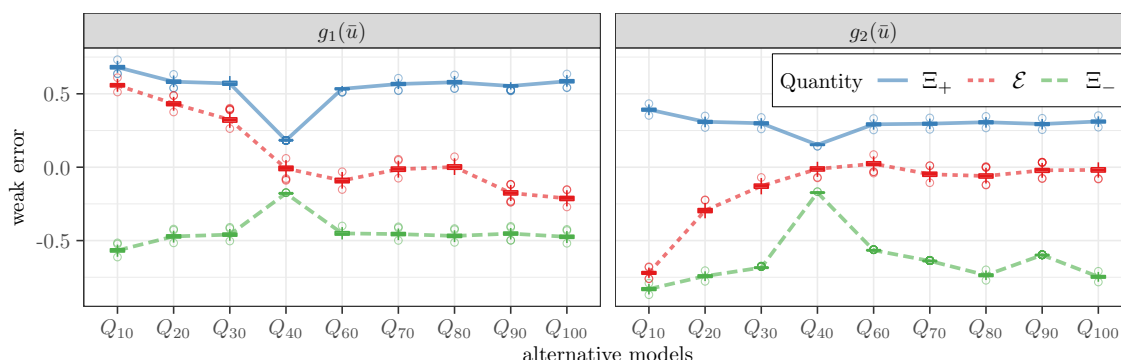 g₁(ū) g₂(ū)
Quantity Ξ₊ ℰ Ξ₋
weak error
0.5
0.0
-0.5
Q₁₀ Q₂₀ Q₃₀ Q₄₀ Q₆₀ Q₇₀ Q₈₀ Q₉₀ Q₁₀₀ Q₁₀ Q₂₀ Q₃₀ Q₄₀ Q₆₀ Q₇₀ Q₈₀ Q₉₀ Q₁₀₀
alternative models